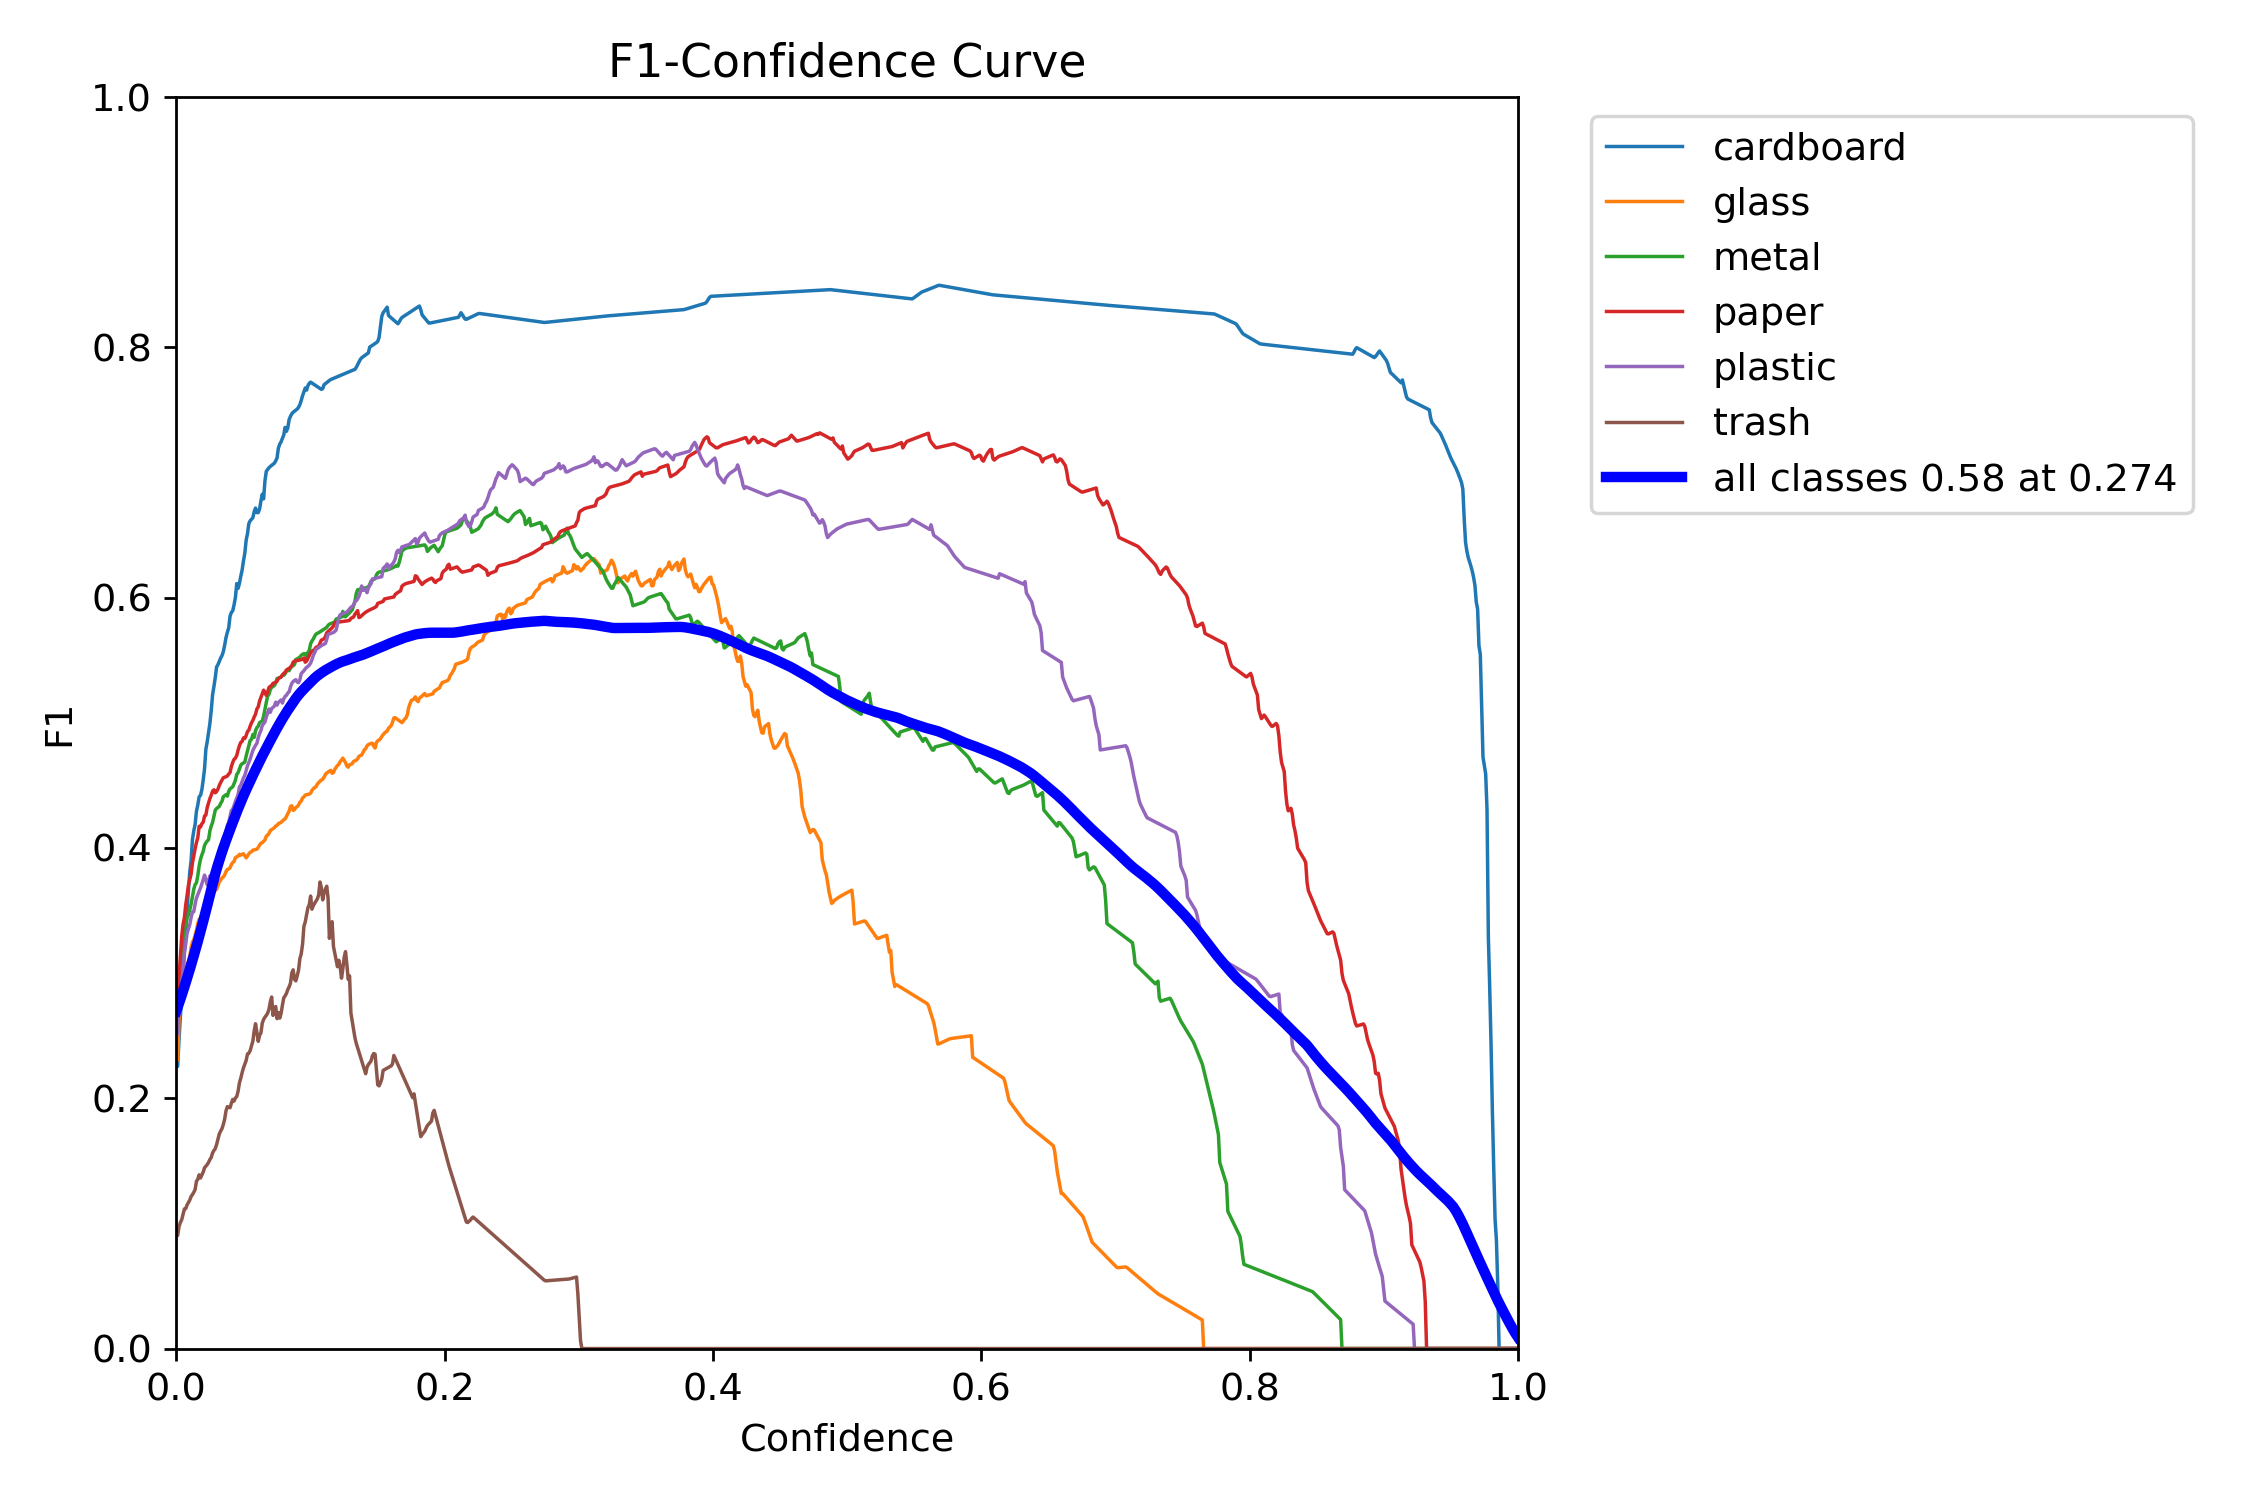 F1-Confidence Curve
1.0
0.8
0.6
0.4
0.2
0.0
F1
0.0 0.2 0.4 0.6 0.8 1.0
Confidence
cardboard
glass
metal
paper
plastic
trash
all classes 0.58 at 0.274